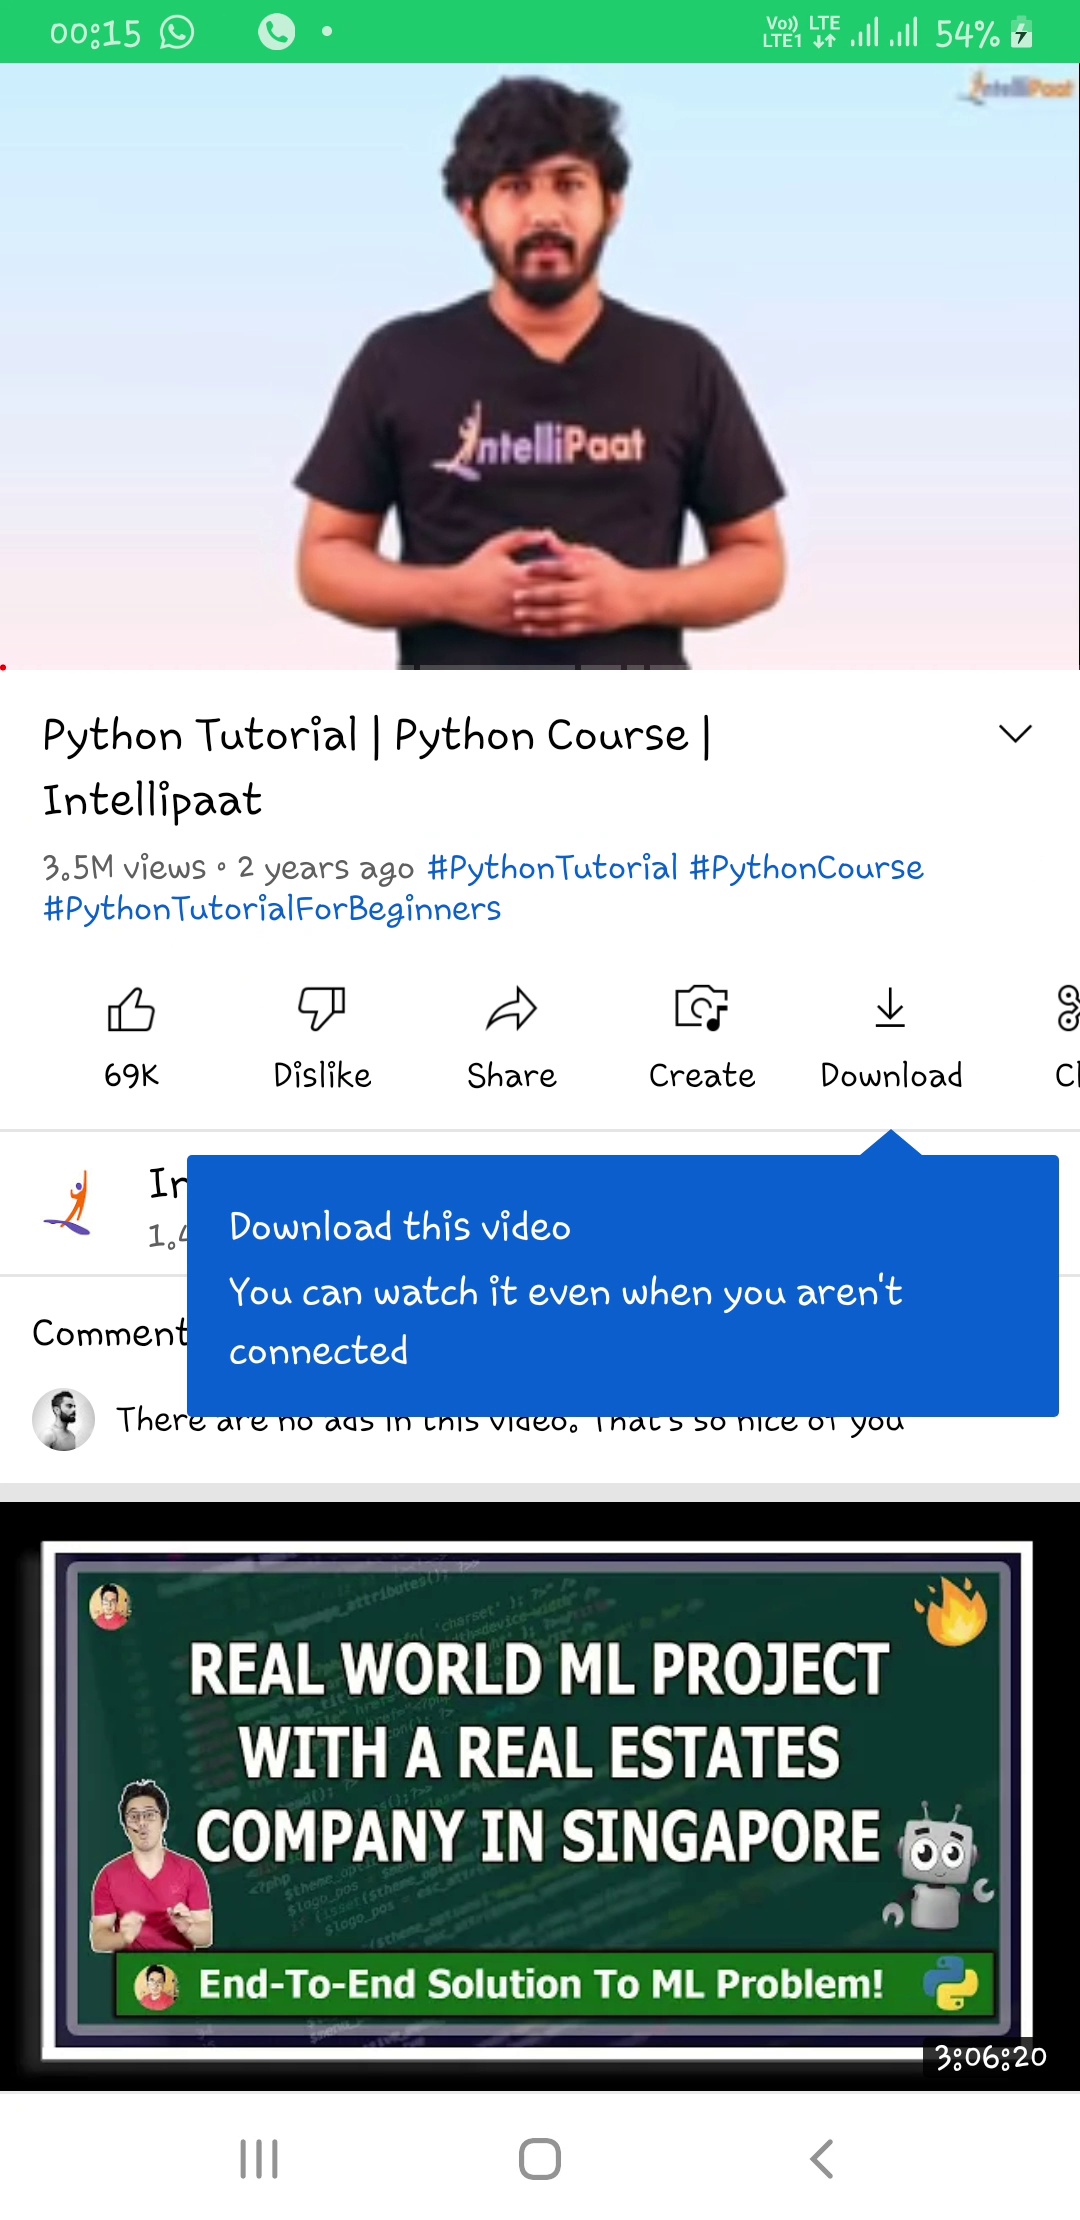 00:15
Vo)) LTE
LTE1
54%
IntelliPaat
IntelliPaat
Python Tutorial | Python Course |
Intellipaat
3.5M views • 2 years ago #PythonTutorial #PythonCourse
#PythonTutorialForBeginners
69K
Dislike
Share
Create
Download
In
1.4
Download this video
You can watch it even when you aren't
connected
Comment
There are no ads in this video. That's so nice of you
REAL WORLD ML PROJECT
WITH A REAL ESTATES
COMPANY IN SINGAPORE
End-To-End Solution To ML Problem!
3:06:20